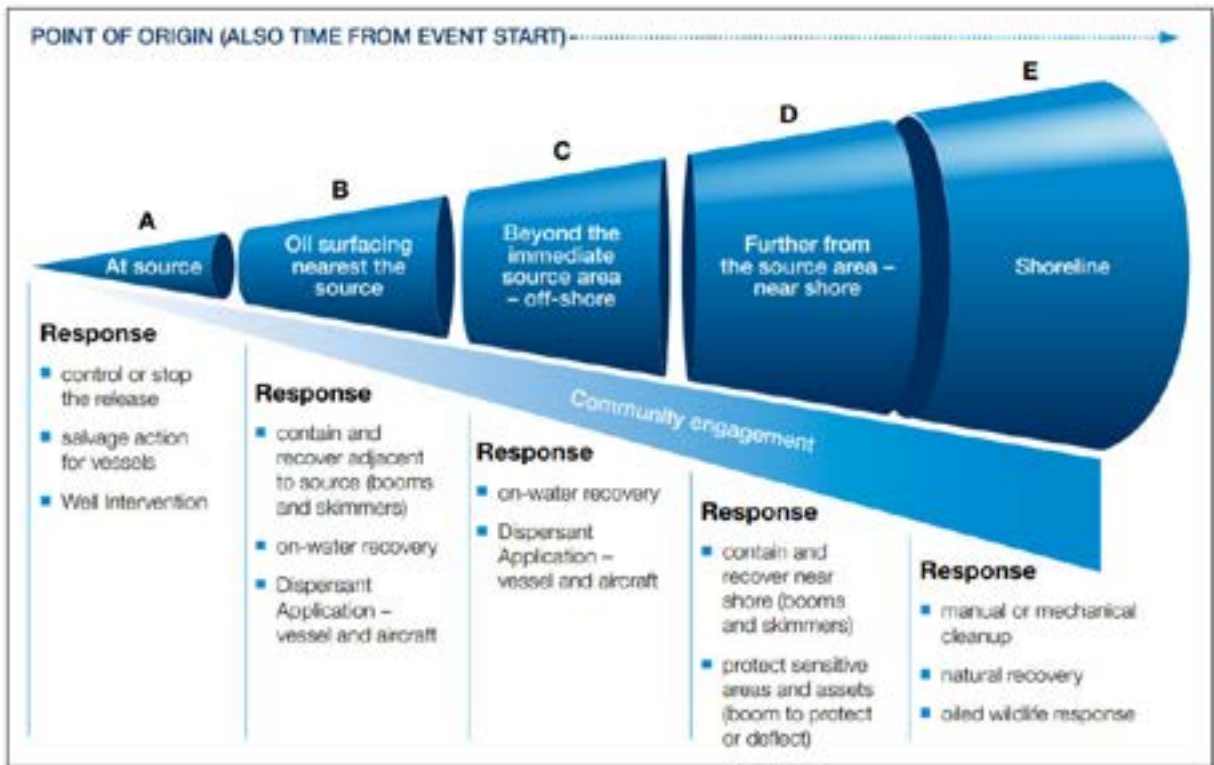 POINT OF ORIGIN (ALSO TIME FROM EVENT START)
A
At source
B
Oil surfacing
nearest the
source
C
Beyond the
immediate
source area
– off-shore
D
Further from
the source area –
near shore
E
Shoreline
Community engagement
Response
control or stop
the release
salvage action
for vessels
Well Intervention
Response
contain and
recover adjacent
to source (booms
and skimmers)
on-water recovery
Dispersant
Application –
vessel and aircraft
Response
on-water recovery
Dispersant
Application –
vessel and aircraft
Response
contain and
recover near
shore (booms
and skimmers)
protect sensitive
areas and assets
(boom to protect
or deflect)
Response
manual or mechanical
cleanup
natural recovery
oiled wildlife response